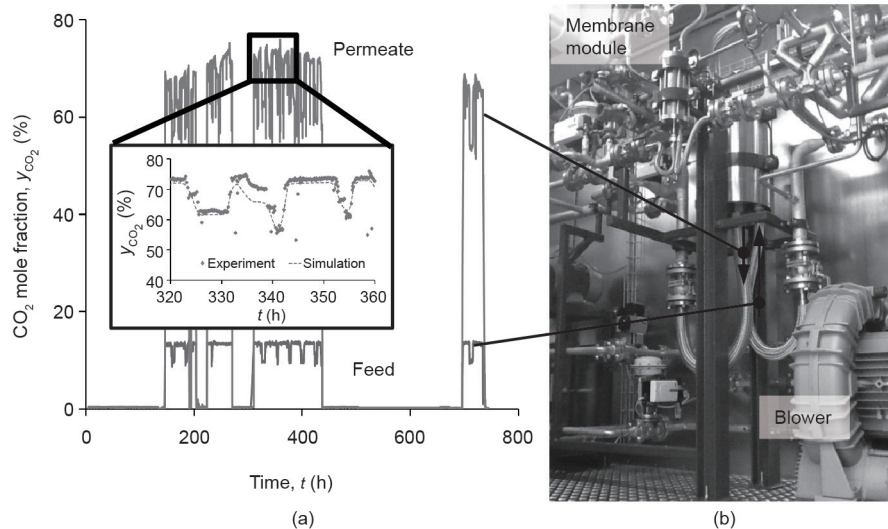 (a)
80
60
40
20
0
CO2 mole fraction, yCO2 (%)
Permeate
80
70
60
50
40
yCO2 (%)
Experiment
Simulation
320
330
340
350
360
t (h)
Feed
0
200
400
600
800
Time, t (h)
(a)
(b)
Membrane
module
Blower
(b)